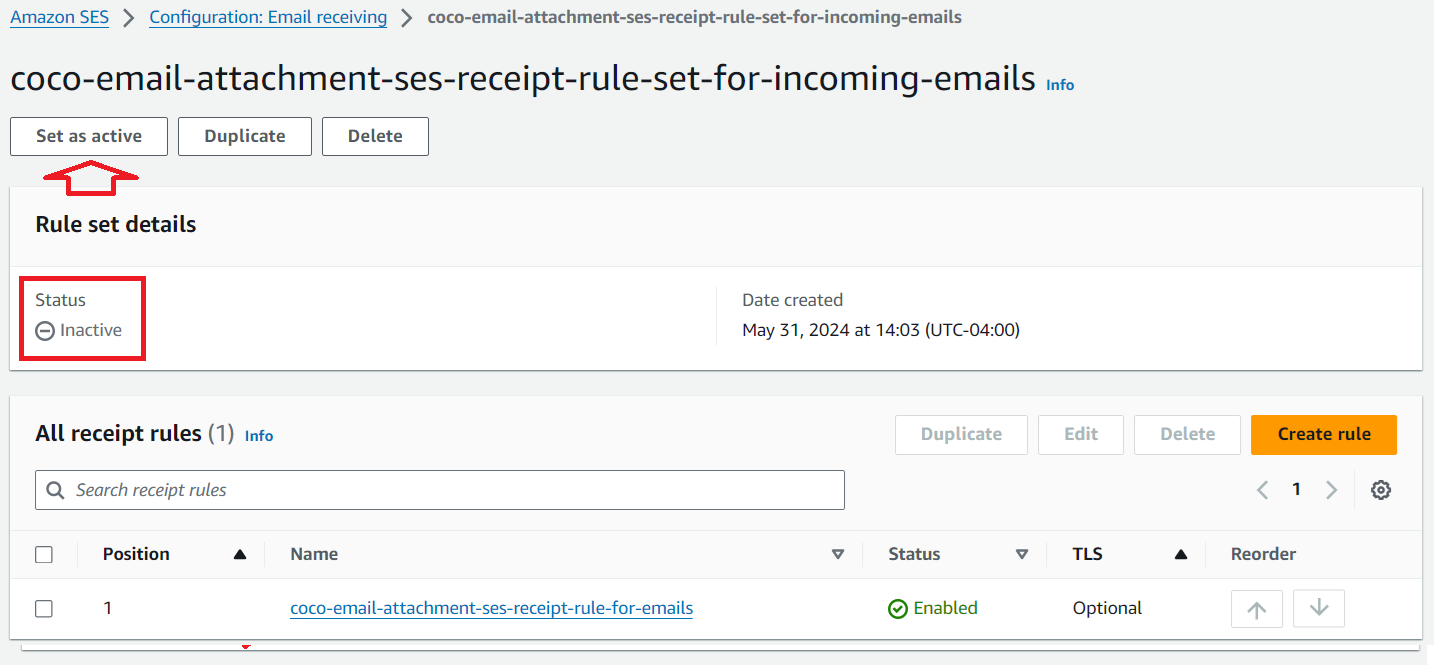 Amazon SES > Configuration: Email receiving > coco-email-attachment-ses-receipt-rule-set-for-incoming-emails
coco-email-attachment-ses-receipt-rule-set-for-incoming-emails Info
Set as active Duplicate Delete
Rule set details
Status Date created
Inactive May 31, 2024 at 14:03 (UTC-04:00)
All receipt rules (1) Info Duplicate Edit Delete Create rule
Search receipt rules 1
Position Name Status TLS Reorder
1 coco-email-attachment-ses-receipt-rule-for-emails Enabled Optional